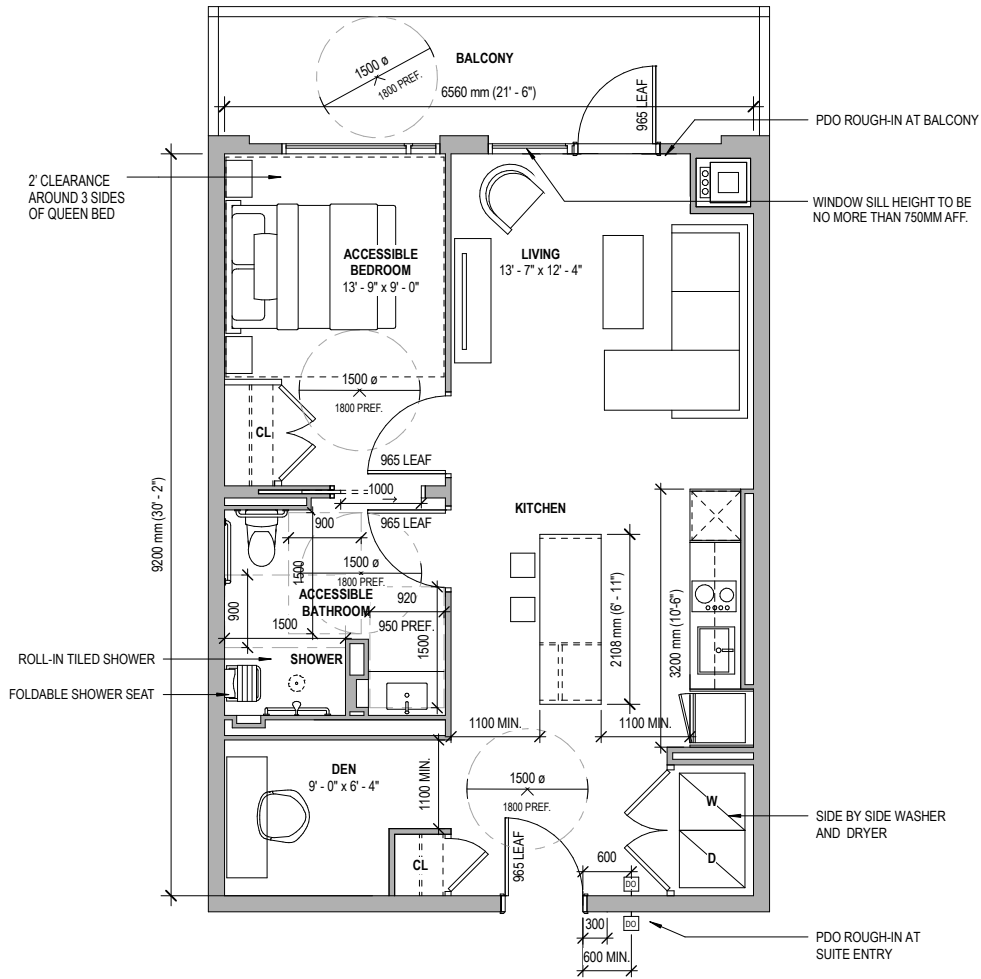 BALCONY
1500 ø
1800 PREF.
6560 mm (21' - 6")
965 LEAF
PDO ROUGH-IN AT BALCONY
2' CLEARANCE
AROUND 3 SIDES
OF QUEEN BED
WINDOW SILL HEIGHT TO BE
NO MORE THAN 750MM AFF.
ACCESSIBLE
BEDROOM
13' - 9" x 9' - 0"
LIVING
13' - 7" x 12' - 4"
1500 ø
1800 PREF.
CL
965 LEAF
1000
9200 mm (30' - 2")
KITCHEN
900
965 LEAF
1500 ø
1800 PREF.
1500
ACCESSIBLE
BATHROOM
920
950 PREF.
900
1500
1500
2108 mm (6' - 11")
3200 mm (10'-6")
ROLL-IN TILED SHOWER
SHOWER
FOLDABLE SHOWER SEAT
1100 MIN.
1100 MIN.
DEN
9' - 0" x 6' - 4"
1100 MIN.
1500 ø
1800 PREF.
W
SIDE BY SIDE WASHER
AND DRYER
D
CL
965 LEAF
600
DO
DO
300
600 MIN.
PDO ROUGH-IN AT
SUITE ENTRY